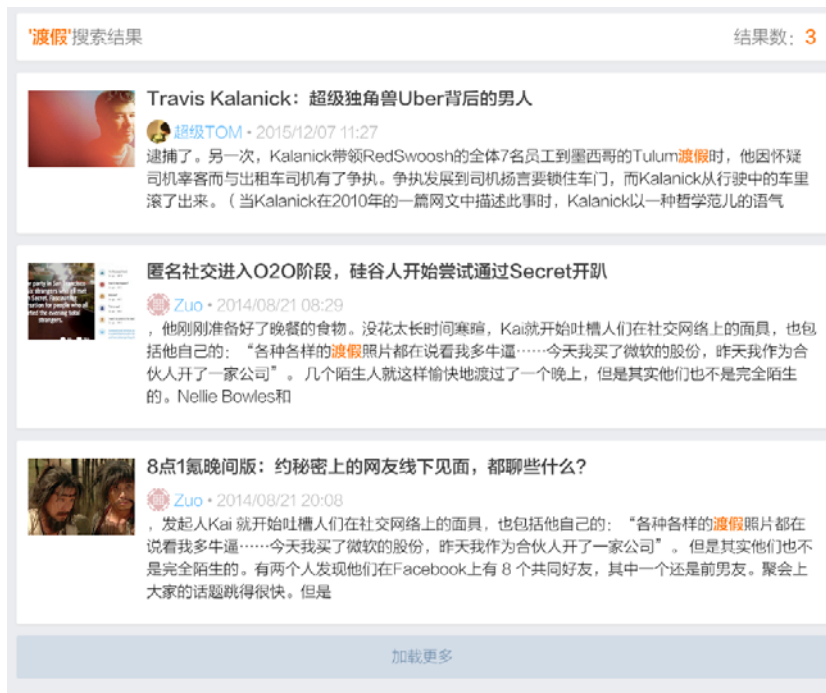 '渡假'搜索结果 结果数：3
Travis Kalanick：超级独角兽Uber背后的男人
超级TOM • 2015/12/07 11:27
逮捕了。另一次，Kalanick带领RedSwoosh的全体7名员工到墨西哥的Tulum渡假时，他因怀疑
司机宰客而与出租车司机有了争执。争执发展到司机扬言要锁住车门，而Kalanick从行驶中的车里
滚了出来。（当Kalanick在2010年的一篇网文中描述此事时，Kalanick以一种哲学范儿的语气
匿名社交进入O2O阶段，硅谷人开始尝试通过Secret开趴
Zuo • 2014/08/21 08:29
，他刚刚准备好了晚餐的食物。没花太长时间寒暄，Kai就开始吐槽人们在社交网络上的面具，也包
括他自己的：“各种各样的渡假照片都在说看我多牛逼……今天我买了微软的股份，昨天我作为合
伙人开了一家公司”。 几个陌生人就这样愉快地渡过了一个晚上，但是其实他们也不是完全陌生
的。Nellie Bowles和
er party in San Francisco
strangers who all met
n Secret. Fascinating
rsation for people who all
rted the evening total
strangers.
8点1氪晚间版：约秘密上的网友线下见面，都聊些什么？
Zuo • 2014/08/21 20:08
，发起人Kai 就开始吐槽人们在社交网络上的面具，也包括他自己的：“各种各样的渡假照片都在
说看我多牛逼……今天我买了微软的股份，昨天我作为合伙人开了一家公司”。 但是其实他们也不
是完全陌生的。有两个人发现他们在Facebook上有 8 个共同好友，其中一个还是前男友。聚会上
大家的话题跳得很快。但是
加载更多